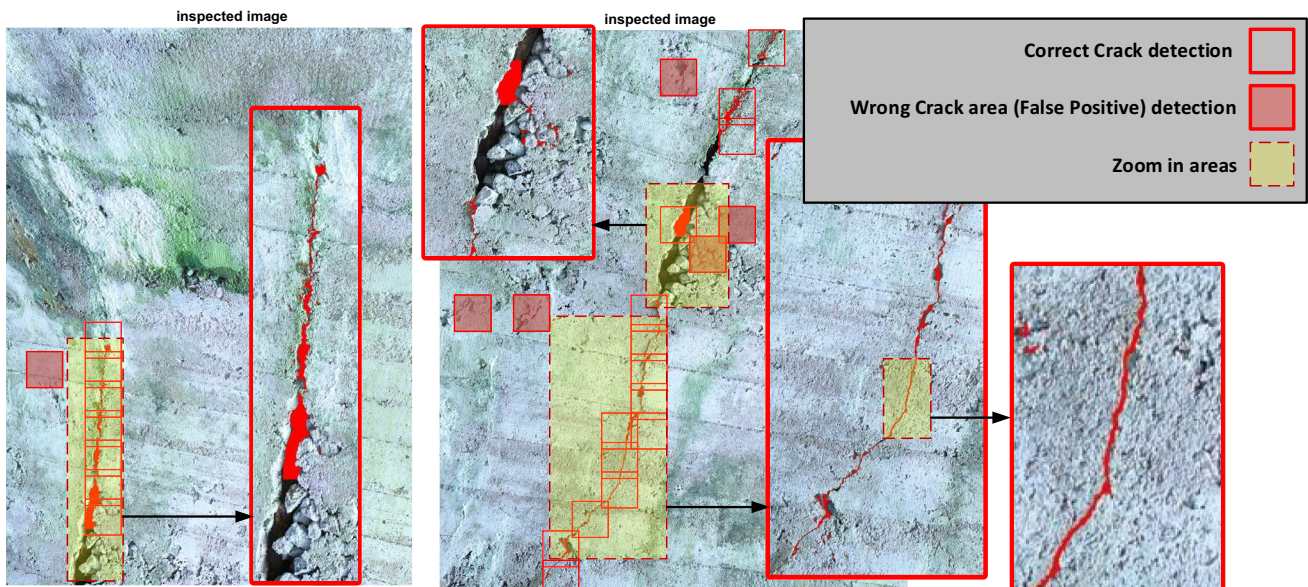 inspected image
inspected image
Correct Crack detection
Wrong Crack area (False Positive) detection
Zoom in areas